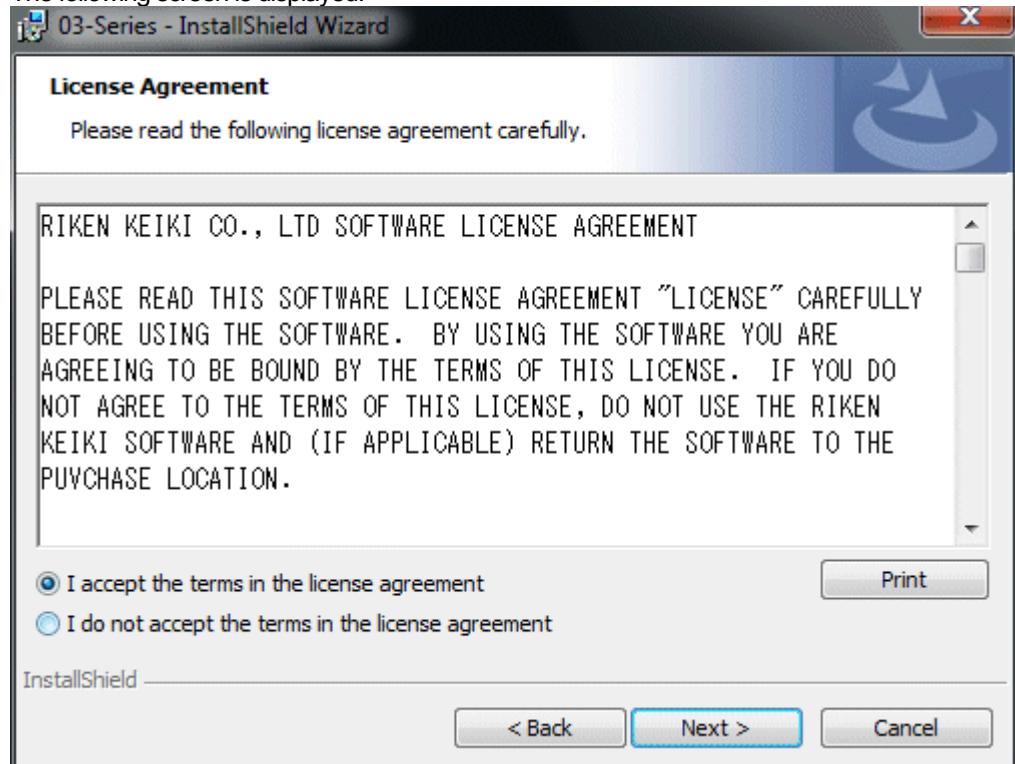 The following screen is displayed.
03-Series - InstallShield Wizard
License Agreement
Please read the following license agreement carefully.
RIKEN KEIKI CO., LTD SOFTWARE LICENSE AGREEMENT
PLEASE READ THIS SOFTWARE LICENSE AGREEMENT "LICENSE" CAREFULLY
BEFORE USING THE SOFTWARE. BY USING THE SOFTWARE YOU ARE
AGREEING TO BE BOUND BY THE TERMS OF THIS LICENSE. IF YOU DO
NOT AGREE TO THE TERMS OF THIS LICENSE, DO NOT USE THE RIKEN
KEIKI SOFTWARE AND (IF APPLICABLE) RETURN THE SOFTWARE TO THE
PUVCHASE LOCATION.
I accept the terms in the license agreement
Print
I do not accept the terms in the license agreement
InstallShield
< Back
Next >
Cancel